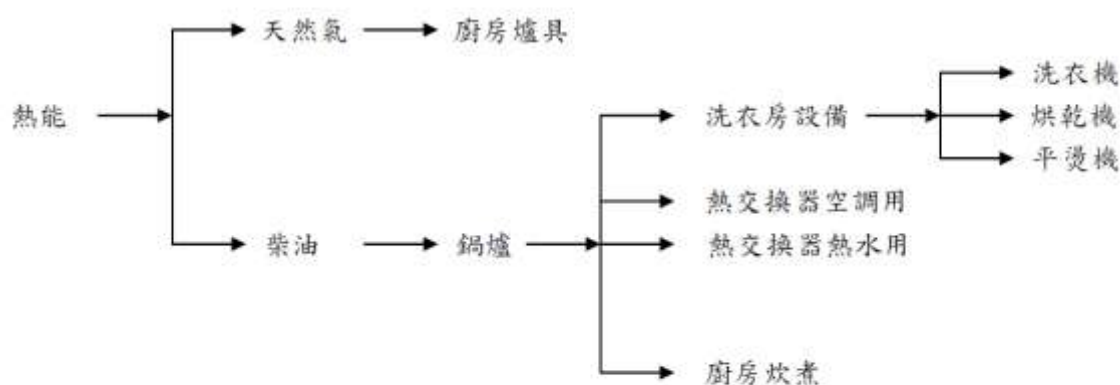 天然氣 廚房爐具
洗衣機
熱能 洗衣房設備 烘乾機
平燙機
熱交換器空調用
柴油 鍋爐 熱交換器熱水用
廚房炊煮